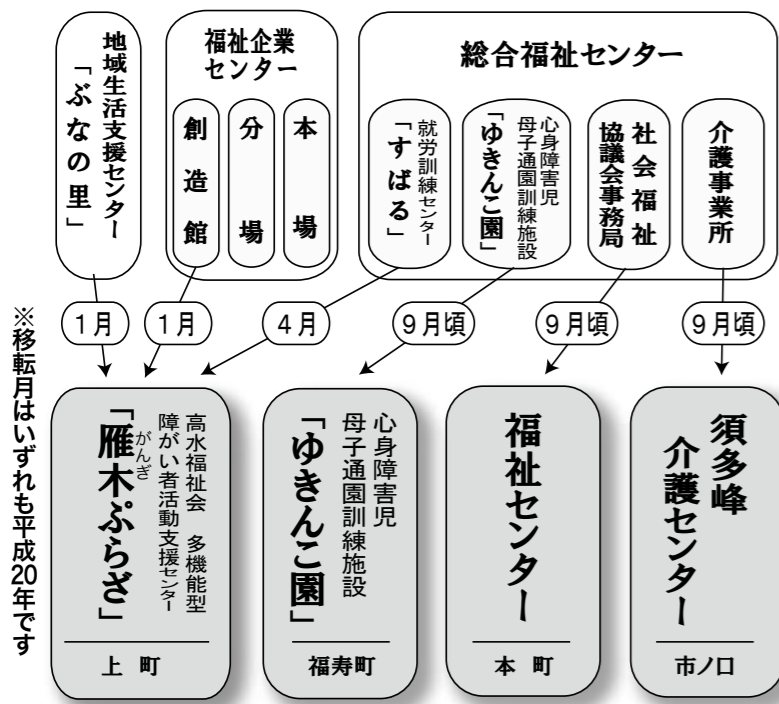 地域生活支援センター
「ぶなの里」
福祉企業
センター
創造館
分場
本場
総合福祉センター
就労訓練センター
「すばる」
心身障害児
母子通園訓練施設
「ゆきんこ園」
社会福祉
協議会事務局
介護事業所
1月
1月
4月
9月頃
9月頃
9月頃
高水福祉会 多機能型
障がい者活動支援センター
「雁木ぷらざ」
がんぎ
上町
心身障害児
母子通園訓練施設
「ゆきんこ園」
福寿町
福祉センター
本町
須多峰
介護センター
市ノ口
※移転月はいずれも平成20年です